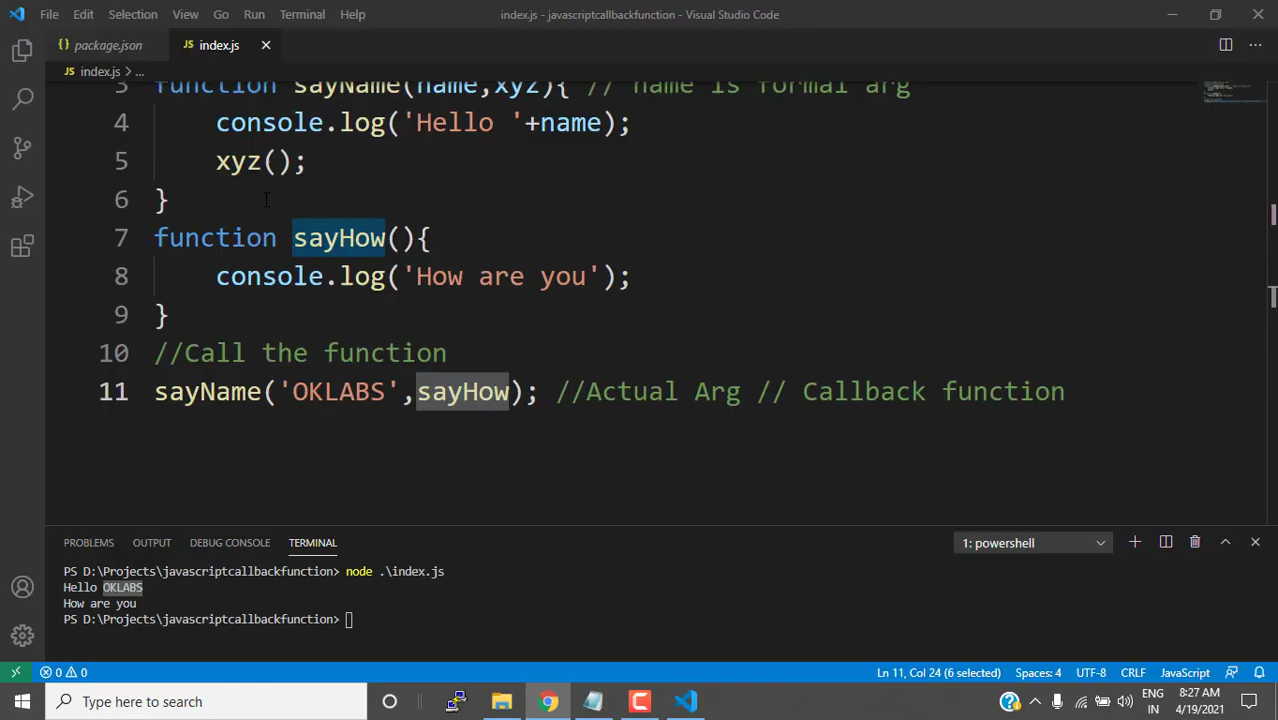 File Edit Selection View Go Run Terminal Help index.js - javascriptcallbackfunction - Visual Studio Code
{ } package.json JS index.js
JS index.js > ...
3 function sayName(name,xyz){ // name is formal arg
4 console.log('Hello '+name);
5 xyz();
6 }
7 function sayHow(){
8 console.log('How are you');
9 }
10 //Call the function
11 sayName('OKLABS',sayHow); //Actual Arg // Callback function
PROBLEMS OUTPUT DEBUG CONSOLE TERMINAL 1: powershell
PS D:\Projects\javascriptcallbackfunction> node .\index.js
Hello OKLABS
How are you
PS D:\Projects\javascriptcallbackfunction>
0 0 Ln 11, Col 24 (6 selected) Spaces: 4 UTF-8 CRLF JavaScript
Type here to search
ENG
IN
8:27 AM
4/19/2021